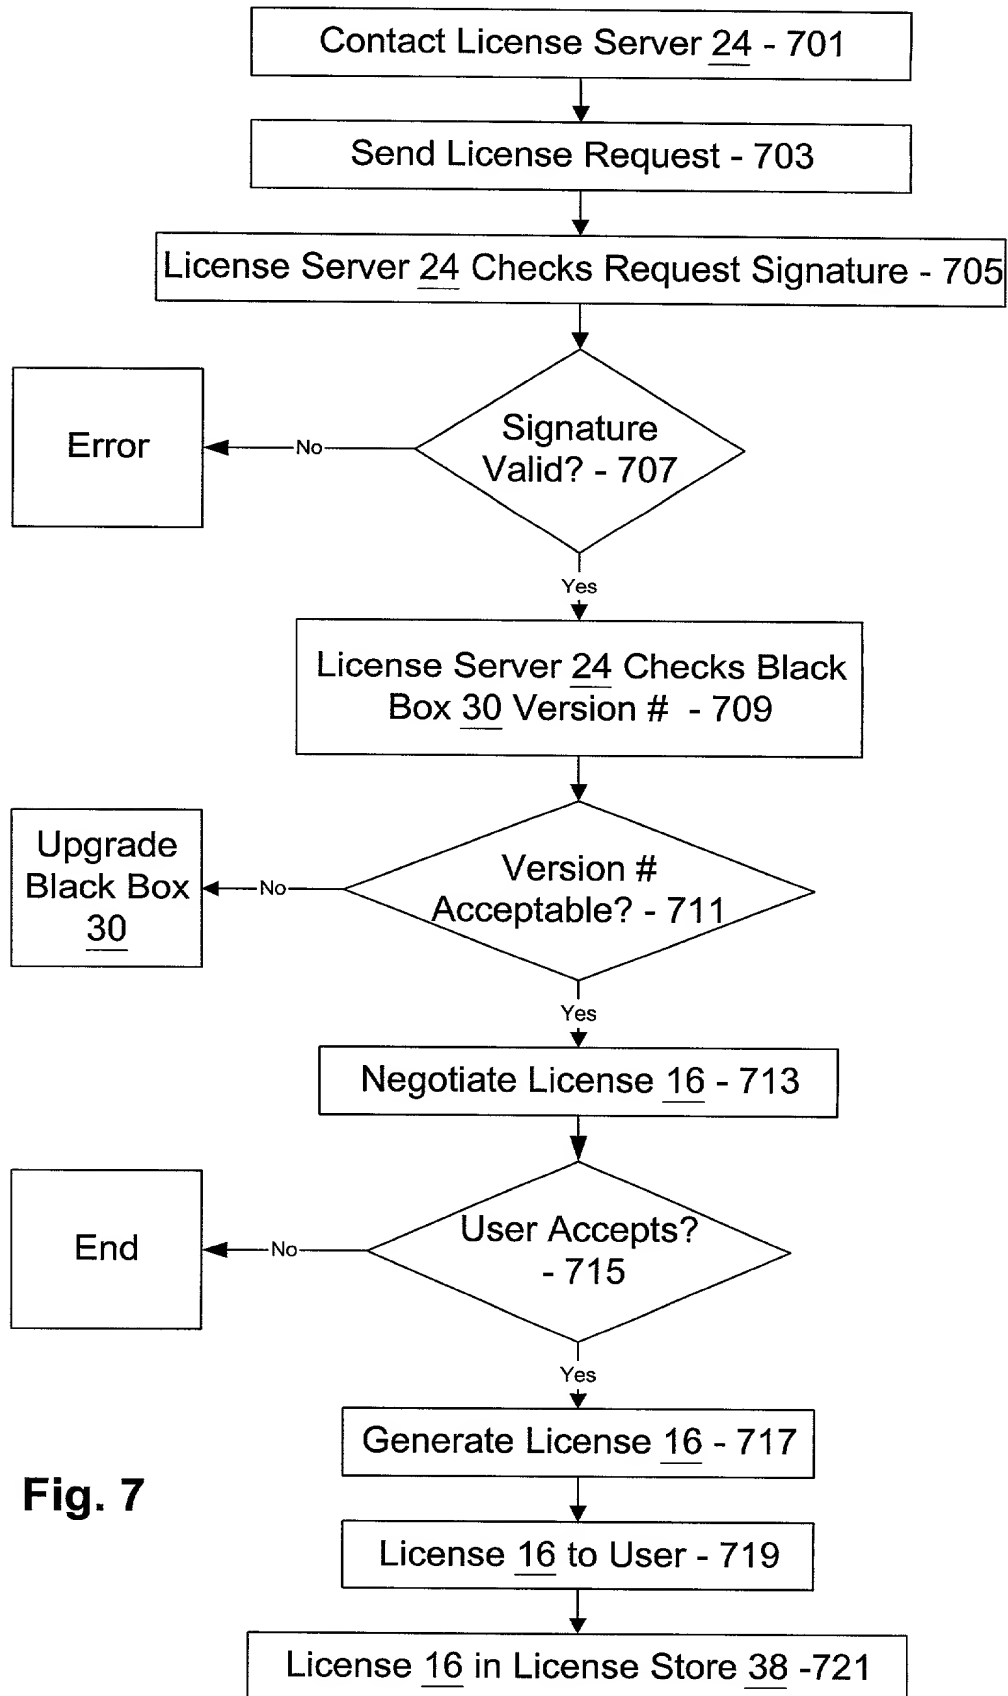 Contact License Server 24 - 701
Send License Request - 703
License Server 24 Checks Request Signature - 705
Signature
Valid? - 707
No
Error
Yes
License Server 24 Checks Black
Box 30 Version # - 709
Version #
Acceptable? - 711
No
Upgrade
Black Box
30
Yes
Negotiate License 16 - 713
User Accepts?
- 715
No
End
Yes
Generate License 16 - 717
License 16 to User - 719
License 16 in License Store 38 -721
Fig. 7